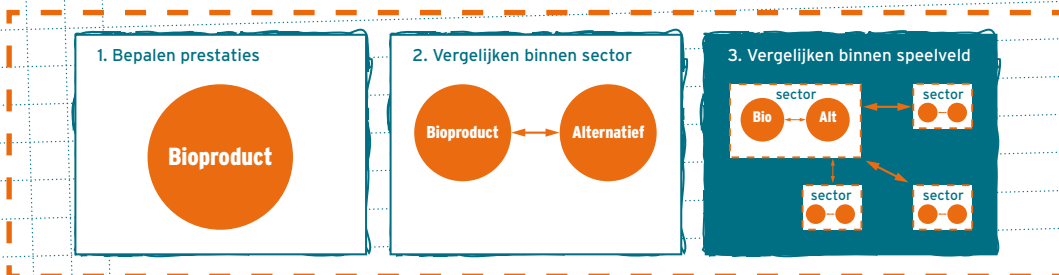 1. Bepalen prestaties
Bioproduct
2. Vergelijken binnen sector
Bioproduct
Alternatief
3. Vergelijken binnen speelveld
sector
Bio
Alt
sector
sector
sector